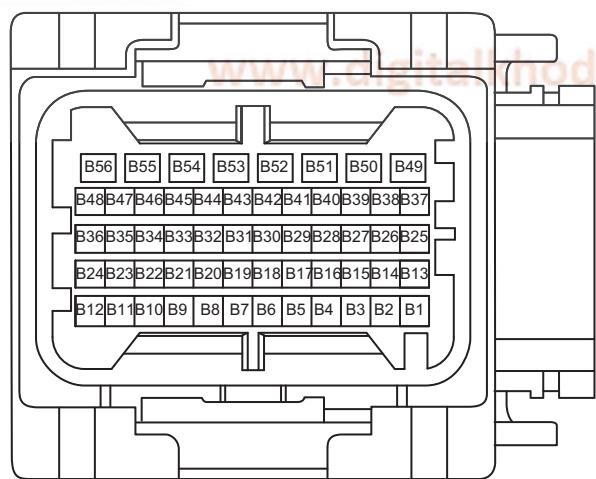 www.digitalkhod
B56 B55 B54 B53 B52 B51 B50 B49
B48 B47 B46 B45 B44 B43 B42 B41 B40 B39 B38 B37
B36 B35 B34 B33 B32 B31 B30 B29 B28 B27 B26 B25
B24 B23 B22 B21 B20 B19 B18 B17 B16 B15 B14 B13
B12 B11 B10 B9 B8 B7 B6 B5 B4 B3 B2 B1